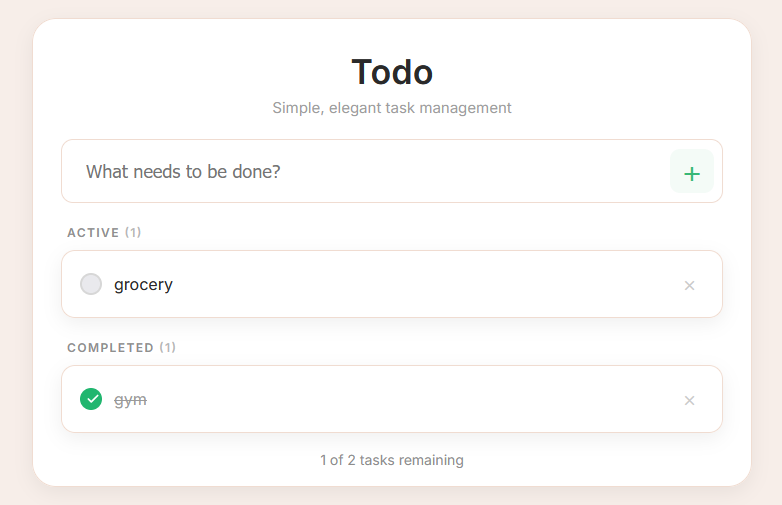 Todo
Simple, elegant task management
What needs to be done?
+
ACTIVE (1)
grocery
×
COMPLETED (1)
gym
×
1 of 2 tasks remaining